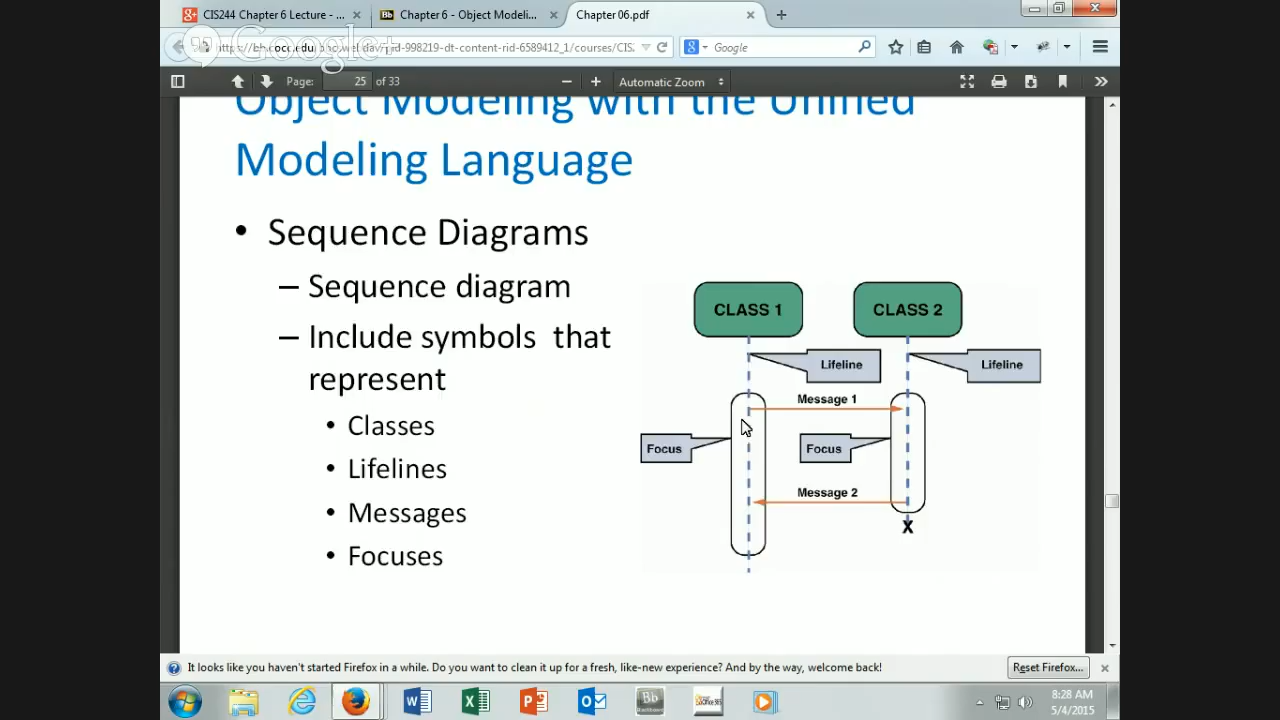 CIS244 Chapter 6 Lecture - ...
Chapter 6 - Object Modeli...
Chapter 06.pdf
Google+
Google
Page: 25 of 33
Automatic Zoom
Object Modeling with the Unified
Modeling Language
• Sequence Diagrams
– Sequence diagram
– Include symbols that
represent
• Classes
• Lifelines
• Messages
• Focuses
CLASS 1
CLASS 2
Lifeline
Lifeline
Message 1
Focus
Focus
Message 2
X
It looks like you haven't started Firefox in a while. Do you want to clean it up for a fresh, like-new experience? And by the way, welcome back!
Reset Firefox...
8:28 AM
5/4/2015